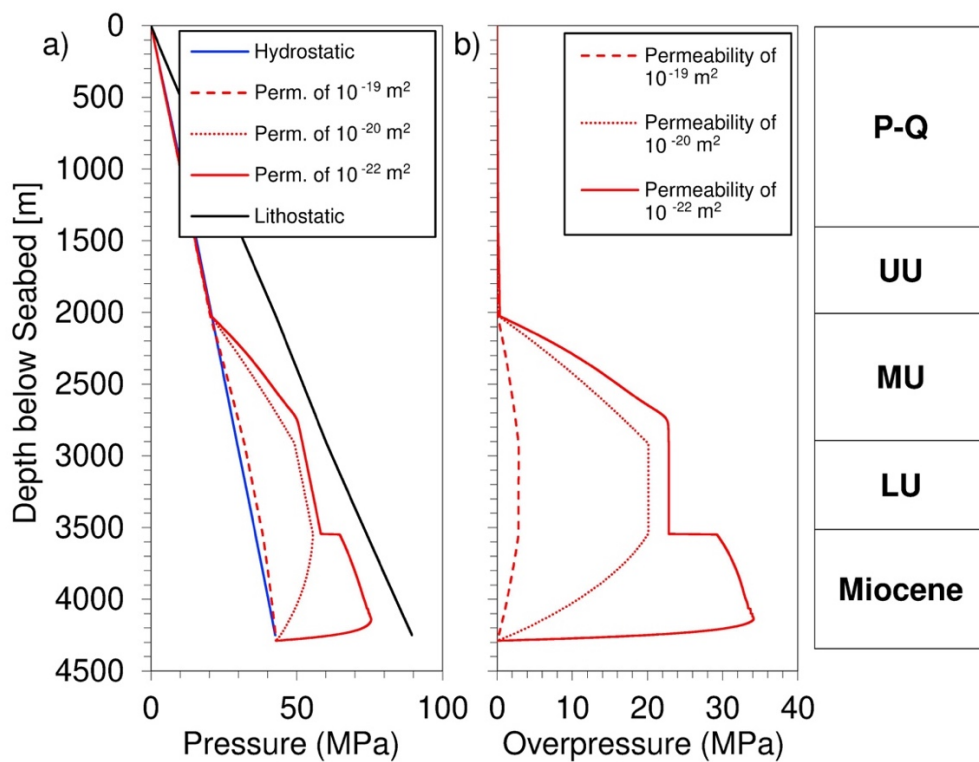 a)
Hydrostatic
Perm. of 10⁻¹⁹ m²
Perm. of 10⁻²⁰ m²
Perm. of 10⁻²² m²
Lithostatic
0
500
1000
1500
2000
2500
3000
3500
4000
4500
Depth below Seabed [m]
0
50
100
Pressure (MPa)
b)
Permeability of
10⁻¹⁹ m²
Permeability of
10⁻²⁰ m²
Permeability of
10⁻²² m²
0
10
20
30
40
Overpressure (MPa)
P-Q
UU
MU
LU
Miocene